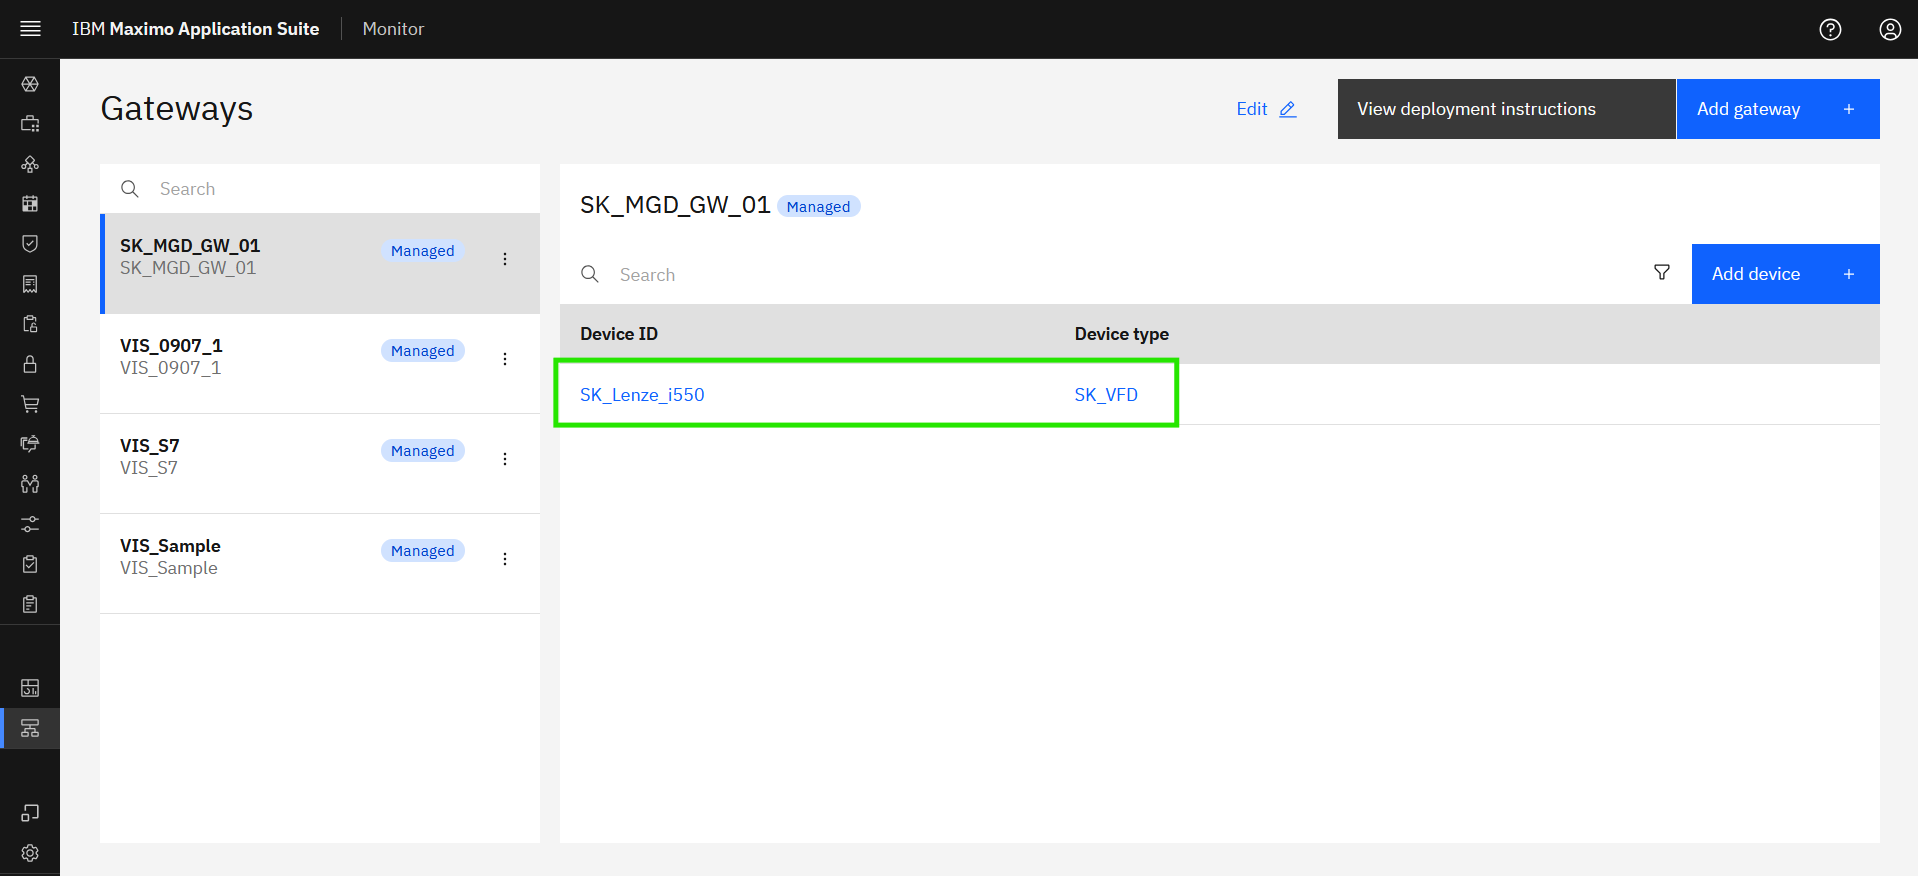 IBM Maximo Application Suite
Monitor
Gateways
Edit
View deployment instructions
Add gateway
Search
SK_MGD_GW_01
Managed
SK_MGD_GW_01
VIS_0907_1
Managed
VIS_0907_1
VIS_S7
Managed
VIS_S7
VIS_Sample
Managed
VIS_Sample
SK_MGD_GW_01 Managed
Search
Add device
Device ID Device type
SK_Lenze_i550 SK_VFD